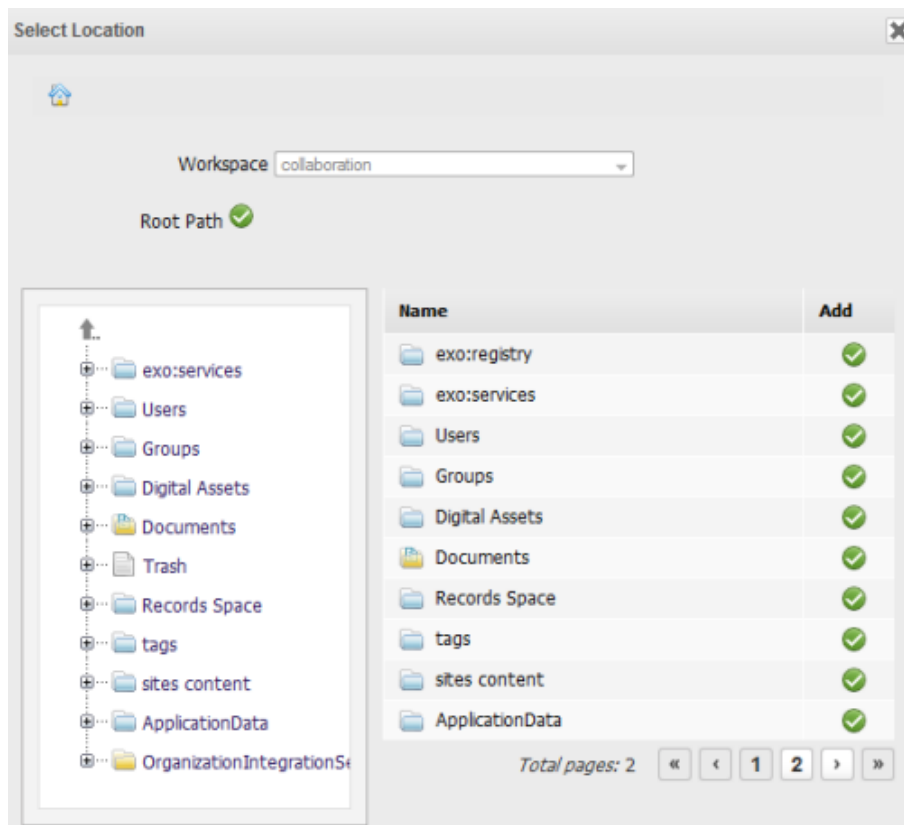 Select Location
Workspace collaboration
Root Path
..
exo:services
Users
Groups
Digital Assets
Documents
Trash
Records Space
tags
sites content
ApplicationData
OrganizationIntegrationSe
Name Add
exo:registry
exo:services
Users
Groups
Digital Assets
Documents
Records Space
tags
sites content
ApplicationData
Total pages: 2 « ‹ 1 2 › »